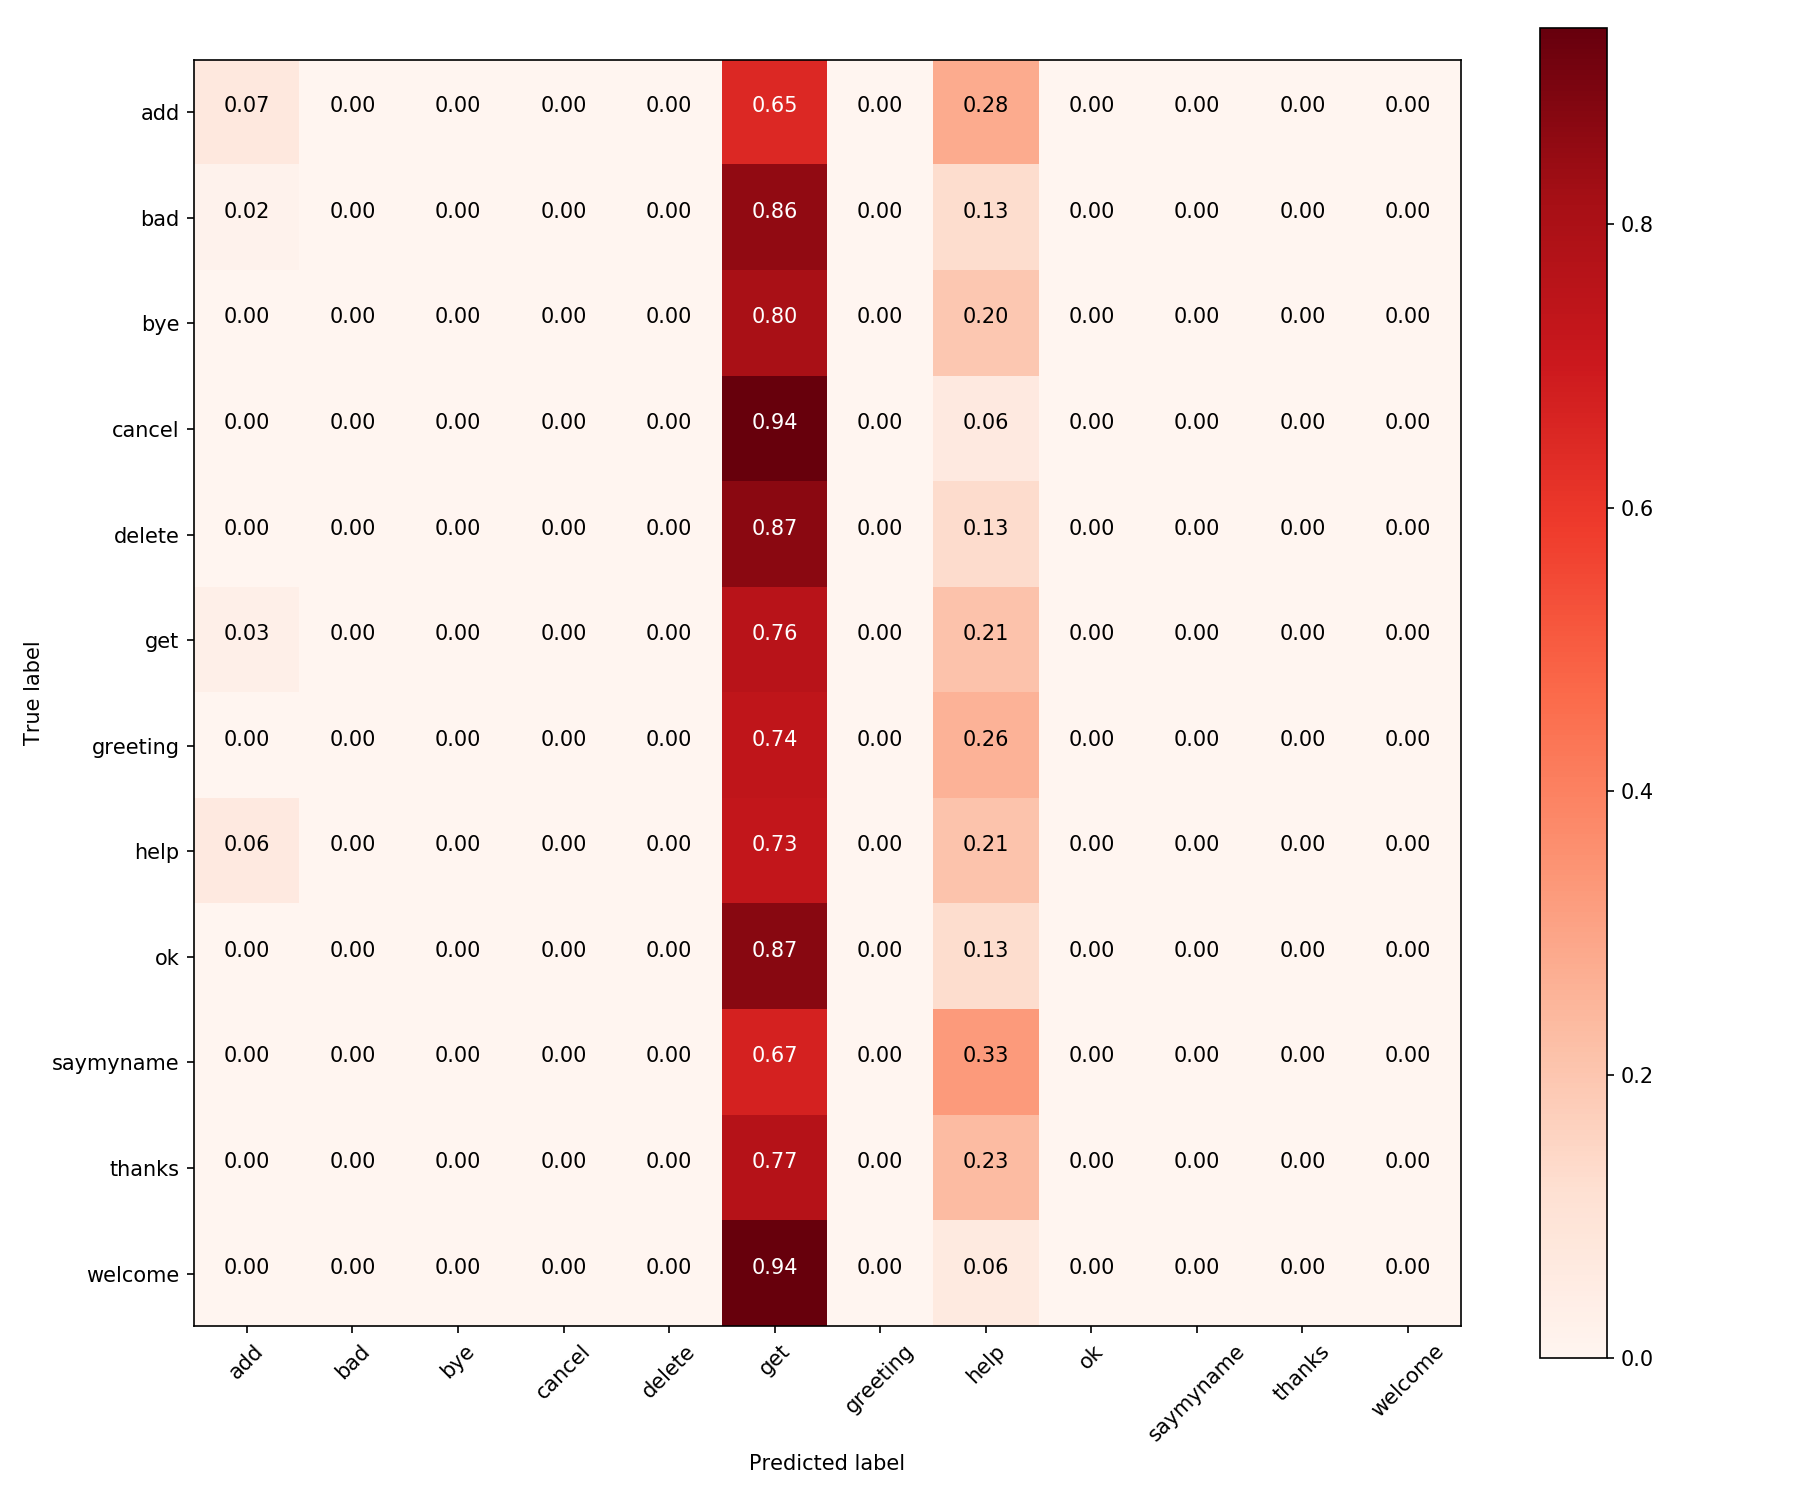 add 0.07 0.00 0.00 0.00 0.00 0.65 0.00 0.28 0.00 0.00 0.00 0.00
bad 0.02 0.00 0.00 0.00 0.00 0.86 0.00 0.13 0.00 0.00 0.00 0.00
bye 0.00 0.00 0.00 0.00 0.00 0.80 0.00 0.20 0.00 0.00 0.00 0.00
cancel 0.00 0.00 0.00 0.00 0.00 0.94 0.00 0.06 0.00 0.00 0.00 0.00
delete 0.00 0.00 0.00 0.00 0.00 0.87 0.00 0.13 0.00 0.00 0.00 0.00
get 0.03 0.00 0.00 0.00 0.00 0.76 0.00 0.21 0.00 0.00 0.00 0.00
greeting 0.00 0.00 0.00 0.00 0.00 0.74 0.00 0.26 0.00 0.00 0.00 0.00
help 0.06 0.00 0.00 0.00 0.00 0.73 0.00 0.21 0.00 0.00 0.00 0.00
ok 0.00 0.00 0.00 0.00 0.00 0.87 0.00 0.13 0.00 0.00 0.00 0.00
saymyname 0.00 0.00 0.00 0.00 0.00 0.67 0.00 0.33 0.00 0.00 0.00 0.00
thanks 0.00 0.00 0.00 0.00 0.00 0.77 0.00 0.23 0.00 0.00 0.00 0.00
welcome 0.00 0.00 0.00 0.00 0.00 0.94 0.00 0.06 0.00 0.00 0.00 0.00
add bad bye cancel delete get greeting help ok saymyname thanks welcome
Predicted label
True label
0.8
0.6
0.4
0.2
0.0